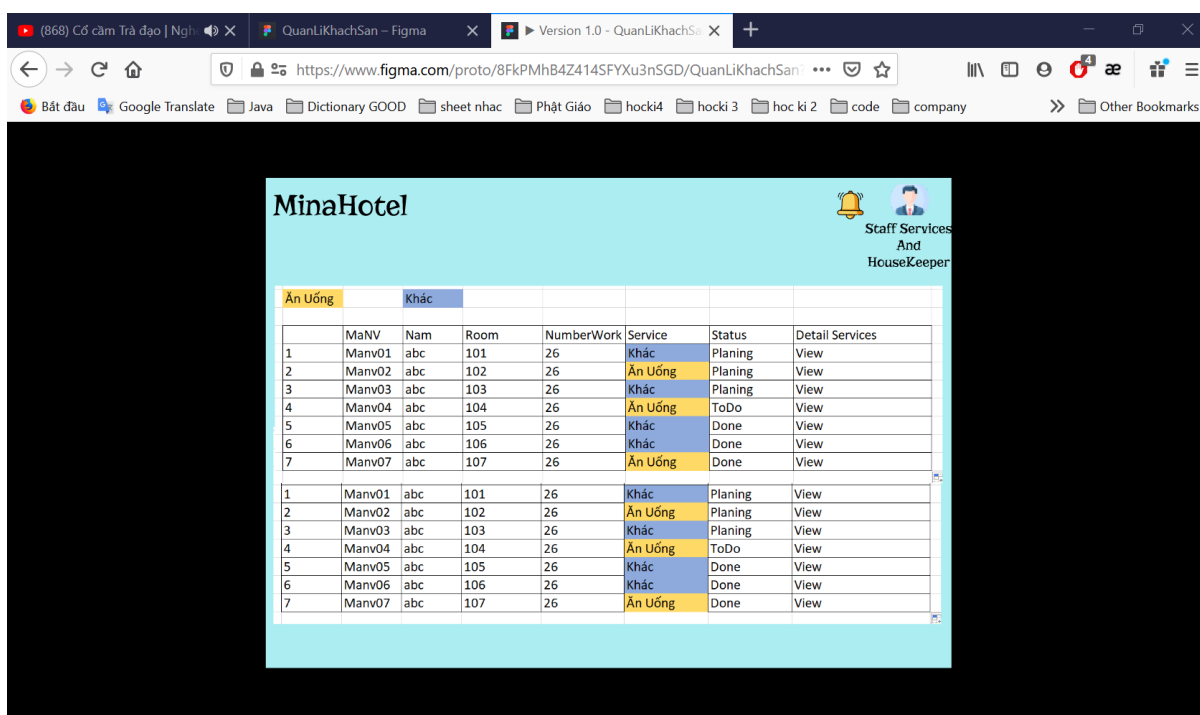 (868) Cổ cầm Trà đạo | Ngh
QuanLiKhachSan – Figma
Version 1.0 - QuanLiKhachSa
https://www.figma.com/proto/8FkPMhB4Z414SFYXu3nSGD/QuanLiKhachSan?
4
æ
Bắt đầu Google Translate Java Dictionary GOOD sheet nhac Phật Giáo hocki4 hocki 3 hoc ki 2 code company Other Bookmarks
MinaHotel
Staff Services
And
HouseKeeper
Ăn Uống Khác
MaNV Nam Room NumberWork Service Status Detail Services
1 Manv01 abc 101 26 Khác Planing View
2 Manv02 abc 102 26 Ăn Uống Planing View
3 Manv03 abc 103 26 Khác Planing View
4 Manv04 abc 104 26 Ăn Uống ToDo View
5 Manv05 abc 105 26 Khác Done View
6 Manv06 abc 106 26 Khác Done View
7 Manv07 abc 107 26 Ăn Uống Done View
1 Manv01 abc 101 26 Khác Planing View
2 Manv02 abc 102 26 Ăn Uống Planing View
3 Manv03 abc 103 26 Khác Planing View
4 Manv04 abc 104 26 Ăn Uống ToDo View
5 Manv05 abc 105 26 Khác Done View
6 Manv06 abc 106 26 Khác Done View
7 Manv07 abc 107 26 Ăn Uống Done View